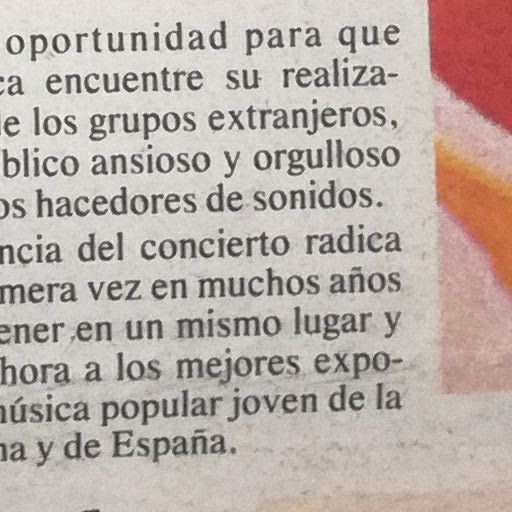 oportunidad para que
ca encuentre su realiza-
e los grupos extranjeros,
blico ansioso y orgulloso
os hacedores de sonidos.
ncia del concierto radica
mera vez en muchos años
ener en un mismo lugar y
hora a los mejores expo-
música popular joven de la
na y de España.